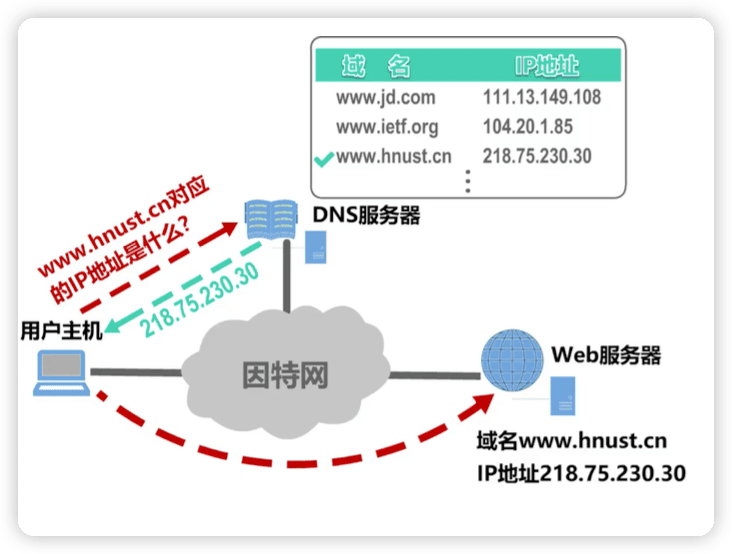 域 名 IP地址
www.jd.com 111.13.149.108
www.ietf.org 104.20.1.85
www.hnust.cn 218.75.230.30
DNS服务器
www.hnust.cn对应
的IP地址是什么?
218.75.230.30
用户主机
因特网
Web服务器
域名www.hnust.cn
IP地址218.75.230.30